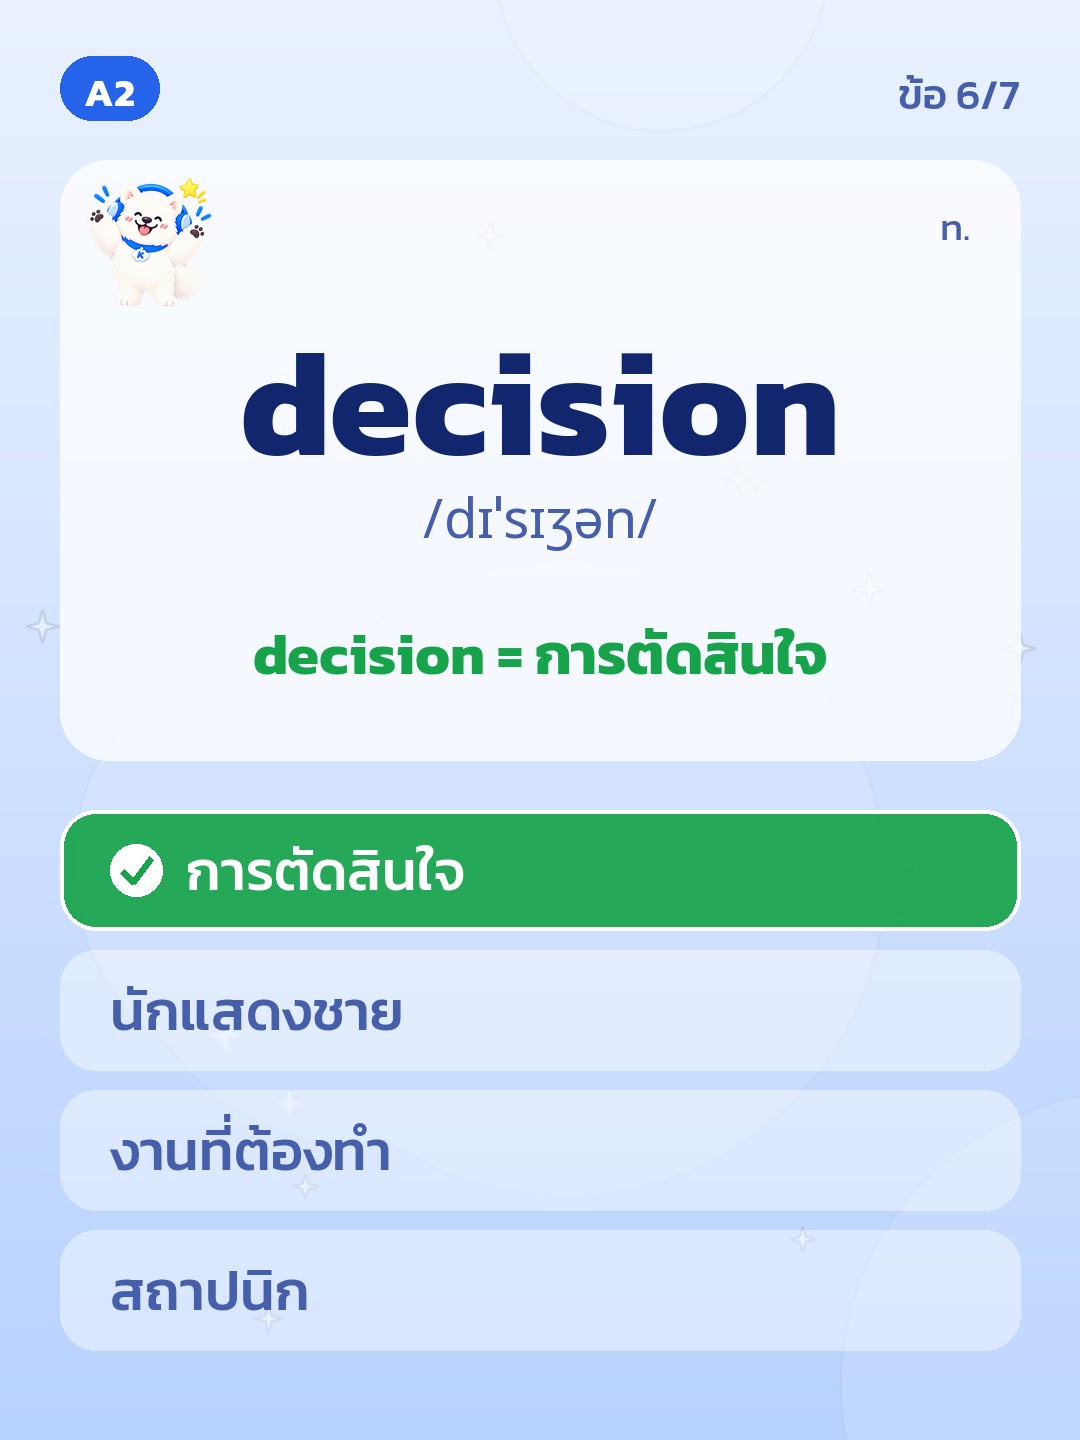 A2
ข้อ 6/7
n.
decision
/dɪˈsɪʒən/
decision = การตัดสินใจ
การตัดสินใจ
นักแสดงชาย
งานที่ต้องทำ
สถาปนิก